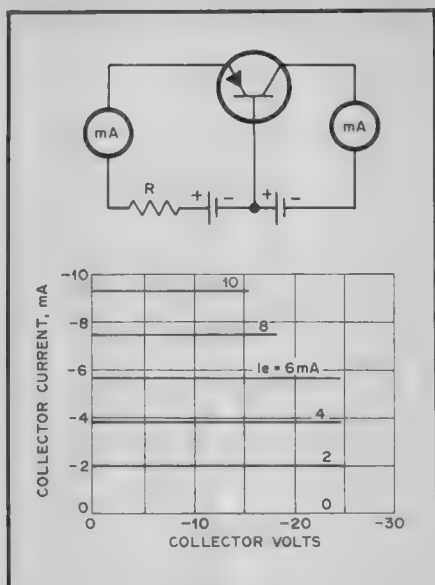 mA
mA
R
+ -
+ -
COLLECTOR CURRENT, mA
-10
-8
-6
-4
-2
0
10
8
Ie = 6mA
4
2
0
0
-10
-20
-30
COLLECTOR VOLTS